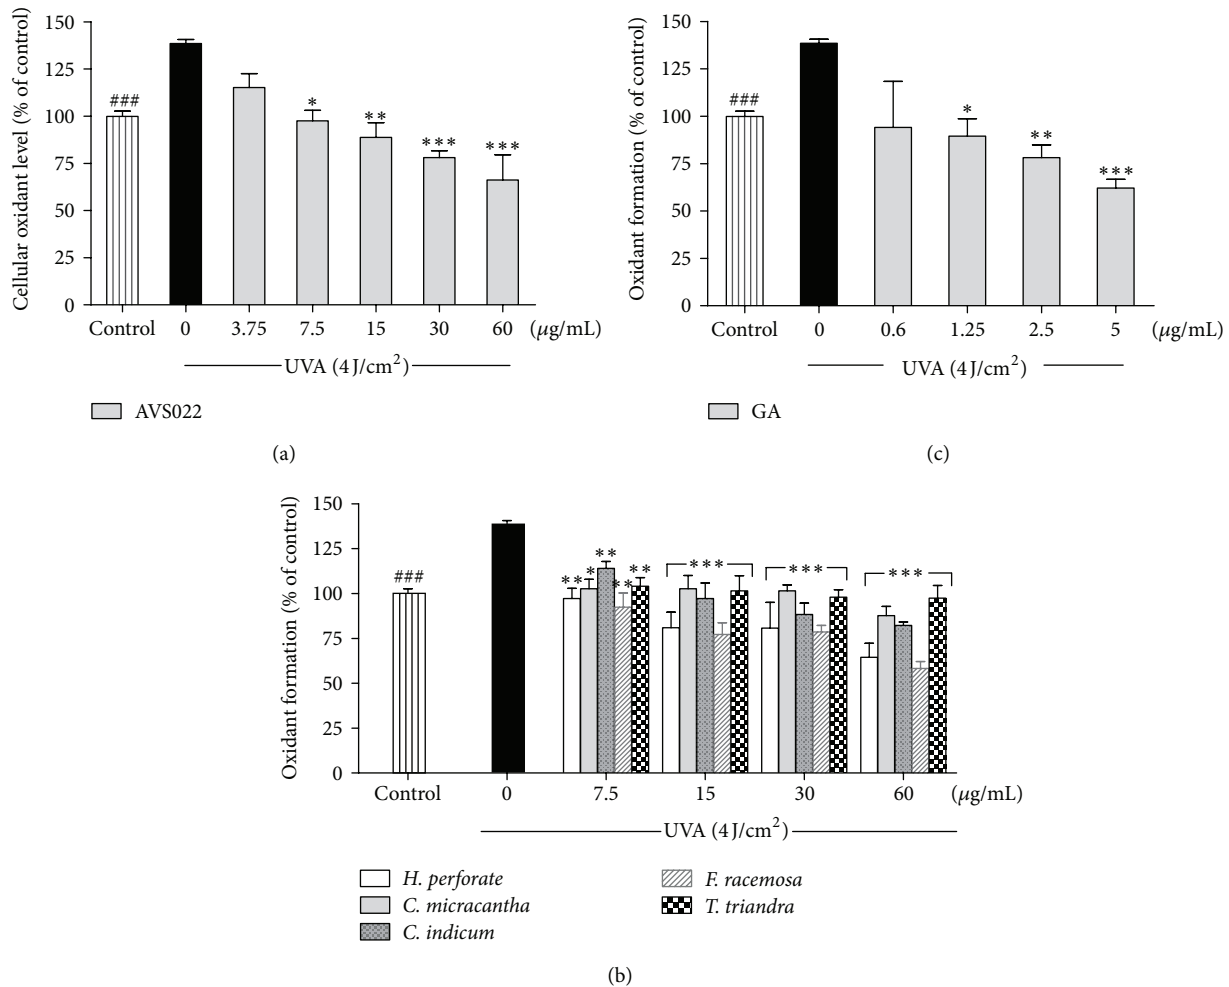 Cellular oxidant level (% of control)
150
125
100
75
50
25
0
###
*
**
***
***
Control 0 3.75 7.5 15 30 60 (μg/mL)
UVA (4 J/cm²)
AVS022
(a)
Oxidant formation (% of control)
150
125
100
75
50
25
0
###
*
**
***
Control 0 0.6 1.25 2.5 5 (μg/mL)
UVA (4 J/cm²)
GA
(c)
Oxidant formation (% of control)
150
125
100
75
50
25
0
###
**
*
**
**
**
***
***
***
Control 0 7.5 15 30 60 (μg/mL)
UVA (4 J/cm²)
H. perforate
C. micracantha
C. indicum
F. racemosa
T. triandra
(b)